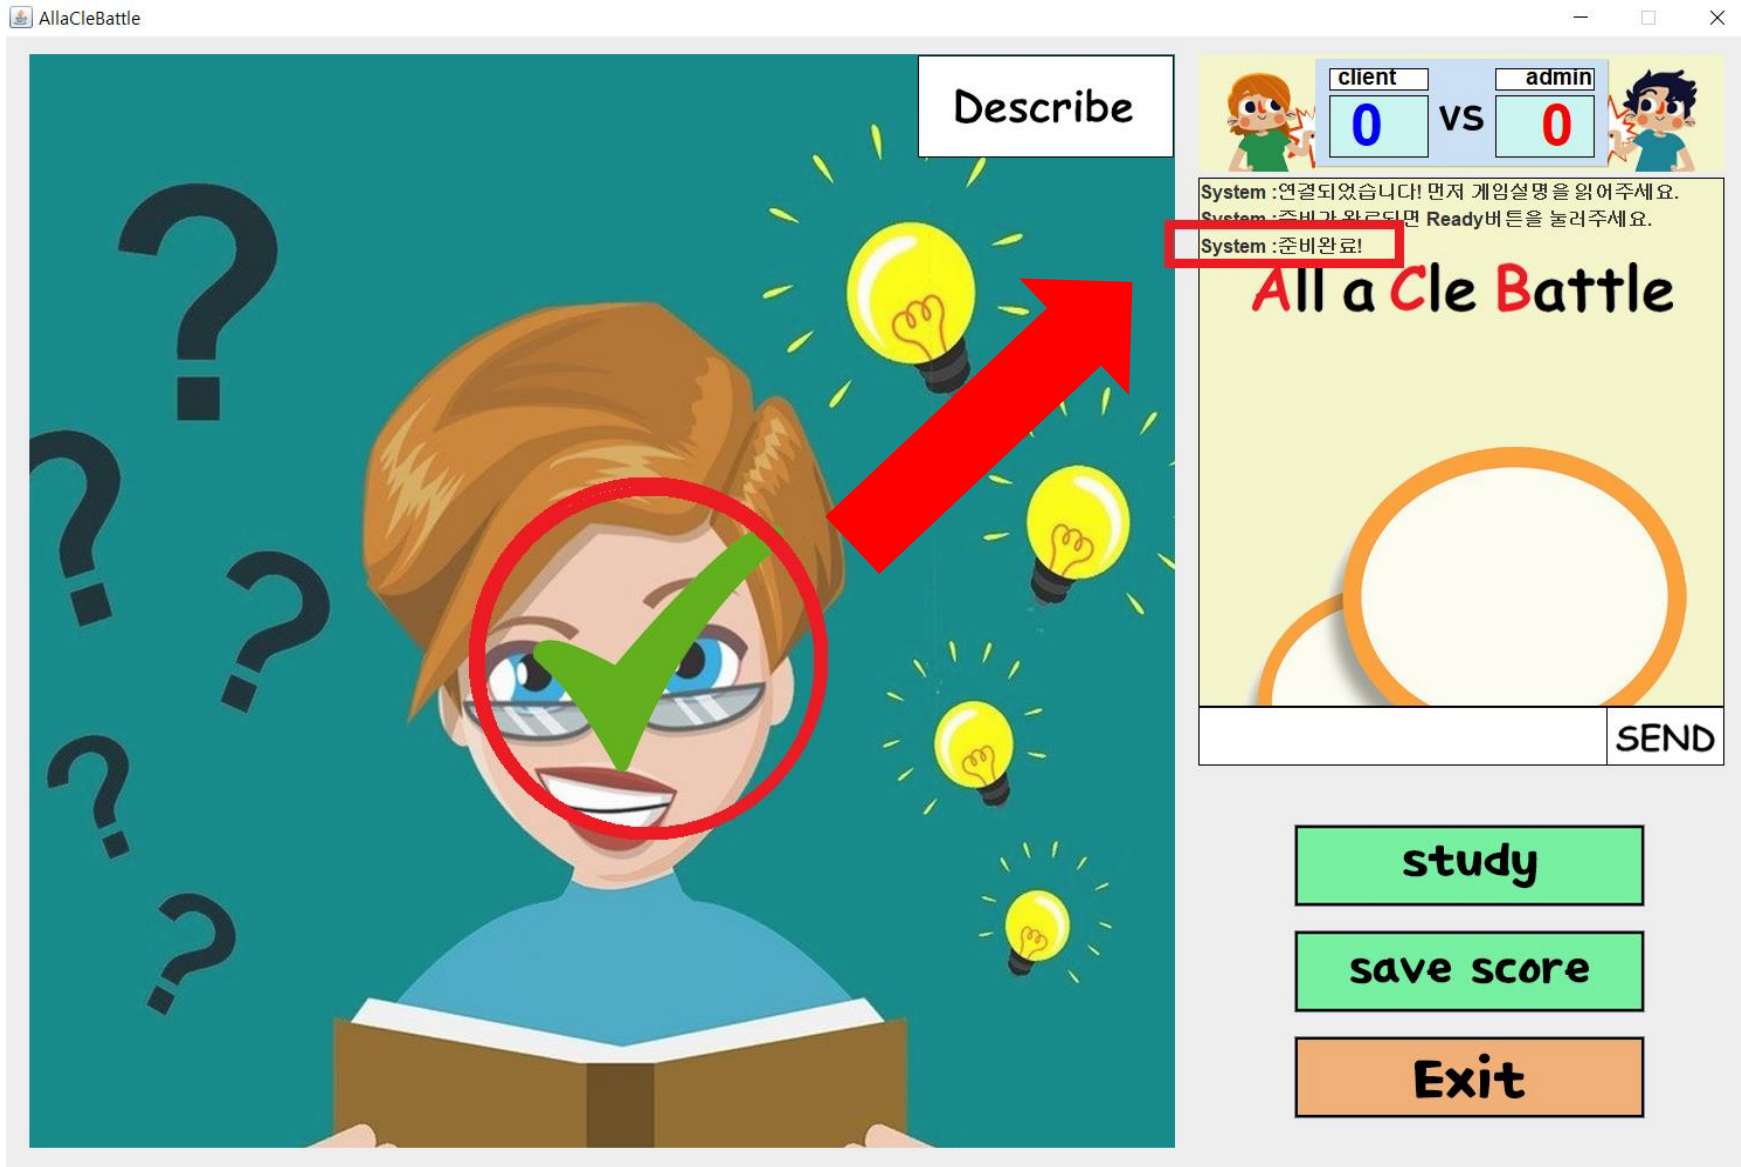 AllaCleBattle
Describe
client
admin
0
VS
0
System :연결되었습니다! 먼저 게임설명을 읽어주세요.
System :준비가 완료되면 Ready버튼을 눌러주세요.
System :준비완료!
All a Cle Battle
SEND
study
save score
Exit